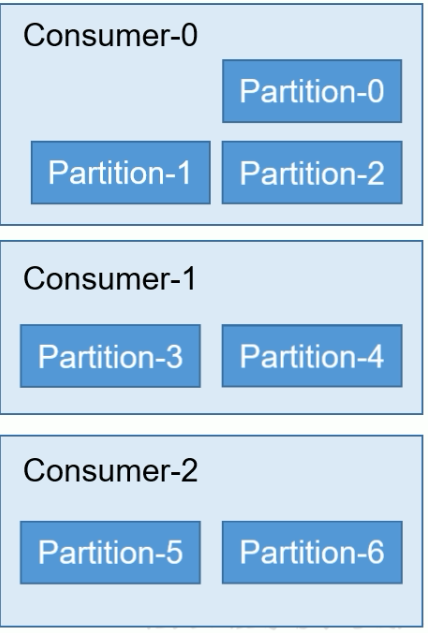 Consumer-0
Partition-0
Partition-1 Partition-2
Consumer-1
Partition-3 Partition-4
Consumer-2
Partition-5 Partition-6